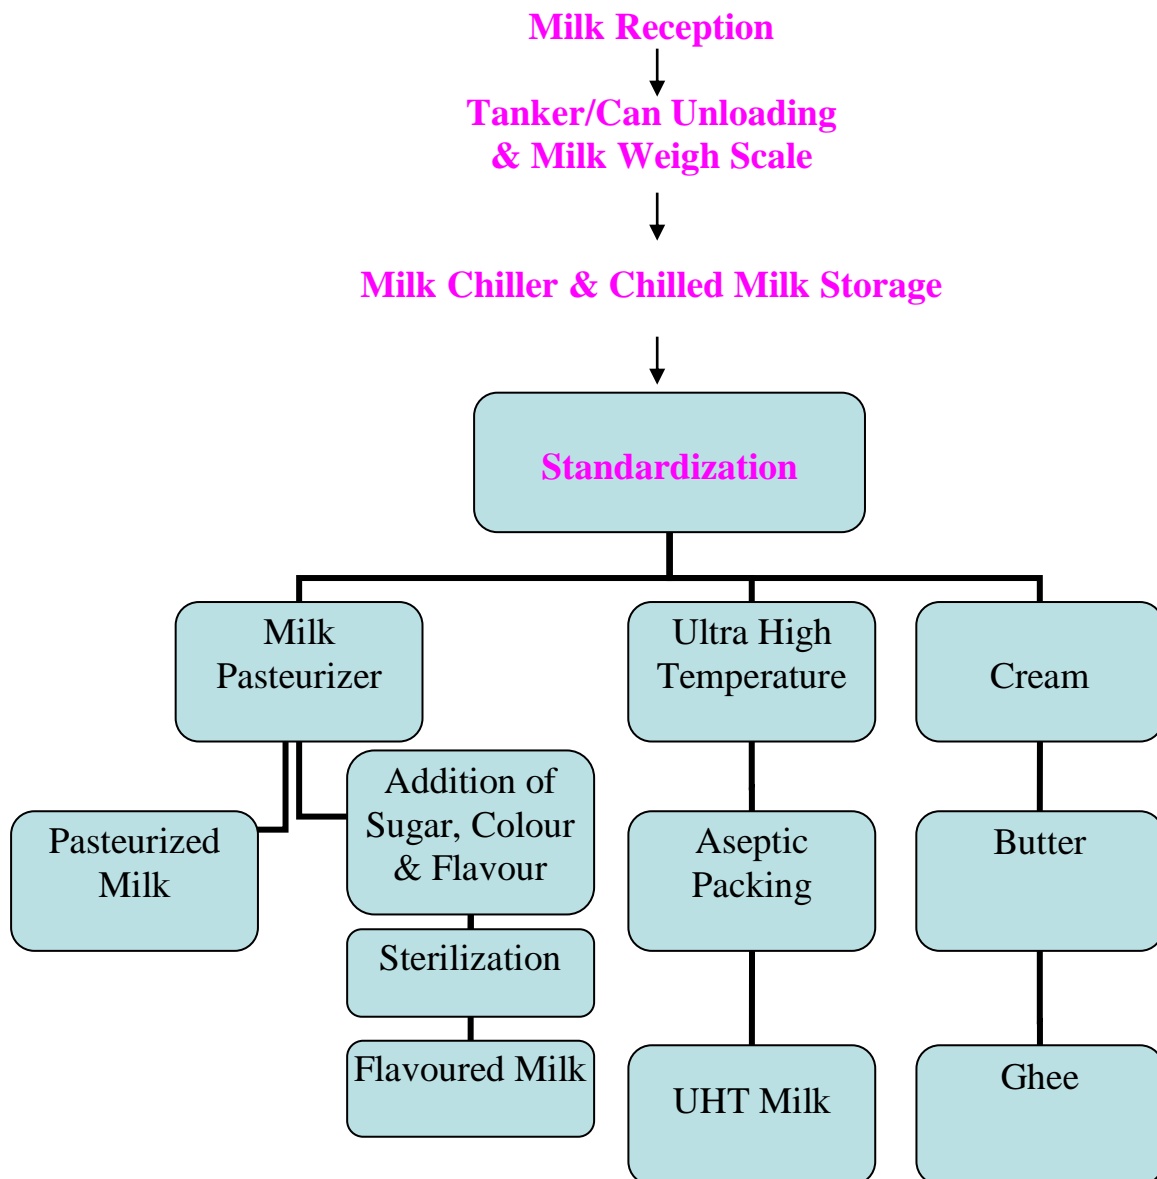 Milk Reception
Tanker/Can Unloading
& Milk Weigh Scale
Milk Chiller & Chilled Milk Storage
Standardization
Milk
Pasteurizer
Ultra High
Temperature
Cream
Pasteurized
Milk
Addition of
Sugar, Colour
& Flavour
Aseptic
Packing
Butter
Sterilization
Flavoured Milk
UHT Milk
Ghee